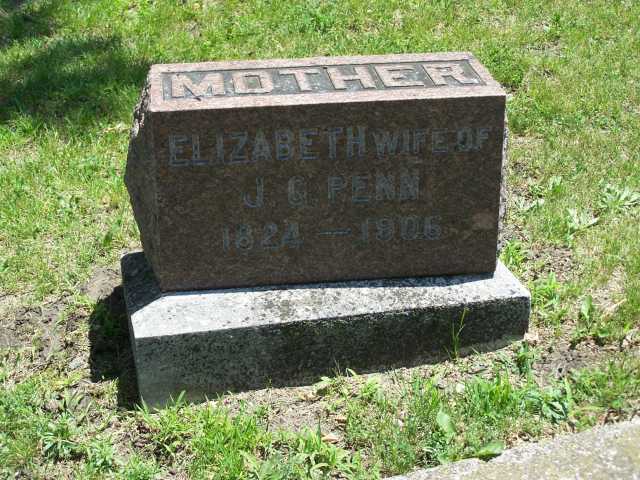 MOTHER
ELIZABETH WIFE OF
J. G. PENN
1824 — 1906